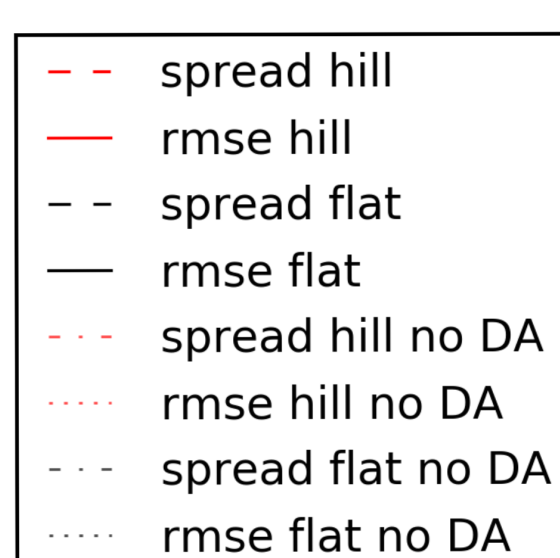 spread hill
rmse hill
spread flat
rmse flat
spread hill no DA
rmse hill no DA
spread flat no DA
rmse flat no DA